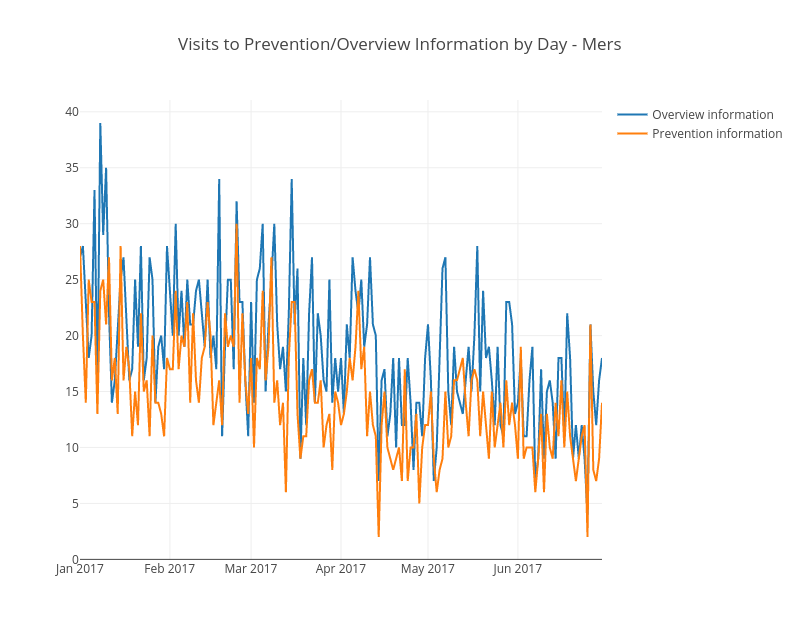 Visits to Prevention/Overview Information by Day - Mers
40
35
30
25
20
15
10
5
0
Jan 2017
Feb 2017
Mar 2017
Apr 2017
May 2017
Jun 2017
Overview information
Prevention information